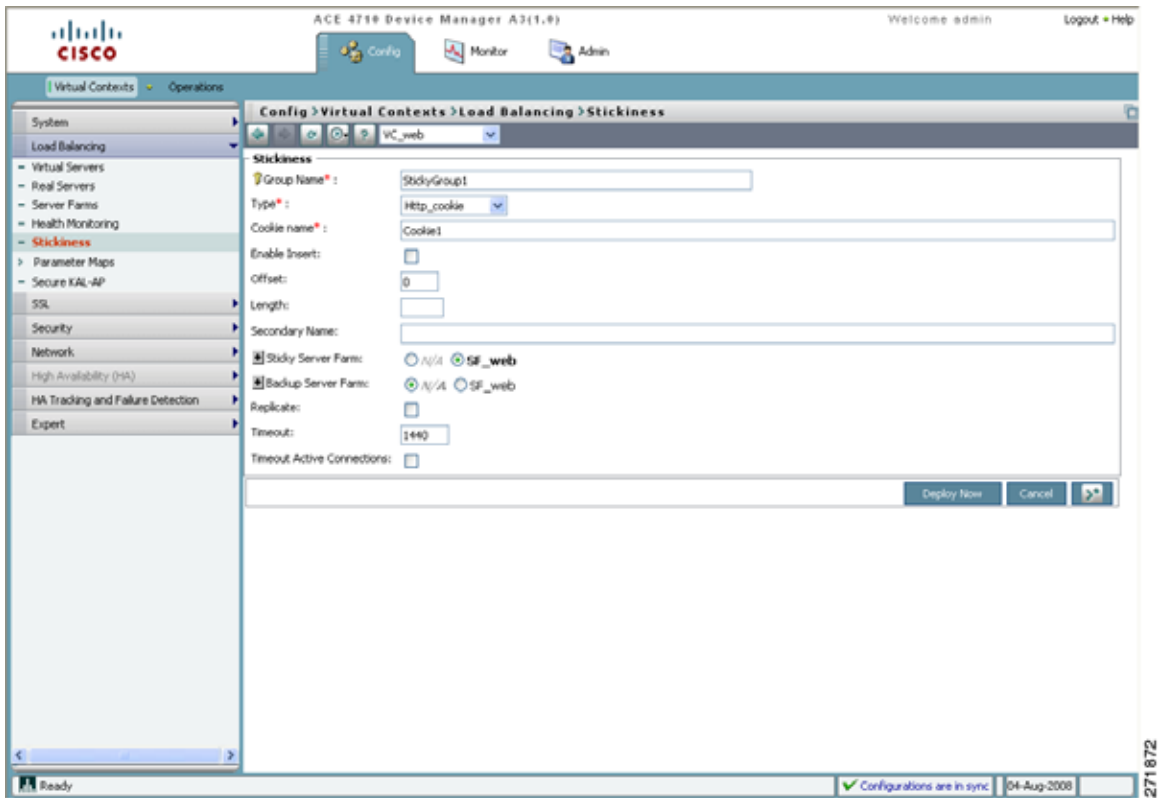 ACE 4710 Device Manager A3(1.0)
Welcome admin
Logout • Help
CISCO
Config
Monitor
Admin
Virtual Contexts
Operations
Config > Virtual Contexts > Load Balancing > Stickiness
VC_web
System
Load Balancing
Virtual Servers
Real Servers
Server Farms
Health Monitoring
Stickiness
Parameter Maps
Secure KAL-AP
SSL
Security
Network
High Availability (HA)
HA Tracking and Failure Detection
Expert
Stickiness
Group Name* : StickyGroup1
Type* : Http_cookie
Cookie name* : Cookie1
Enable Insert:
Offset: 0
Length:
Secondary Name:
Sticky Server Farm: N/A SF_web
Backup Server Farm: N/A SF_web
Replicate:
Timeout: 1440
Timeout Active Connections:
Deploy Now
Cancel
Ready
Configurations are in sync
04-Aug-2008
271872